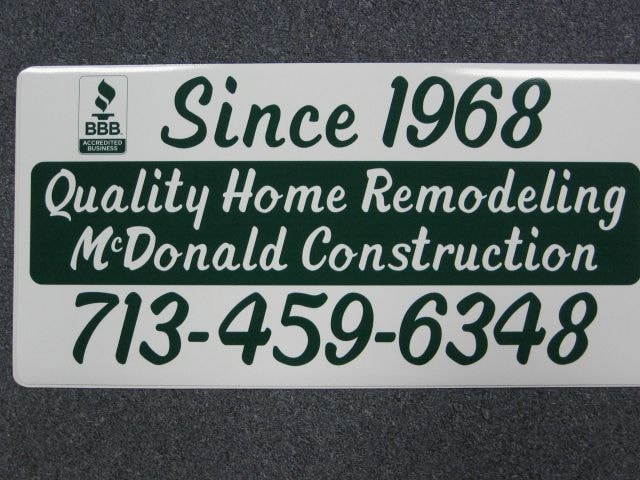 BBB.
ACCREDITED
BUSINESS
Since 1968
Quality Home Remodeling
McDonald Construction
713-459-6348